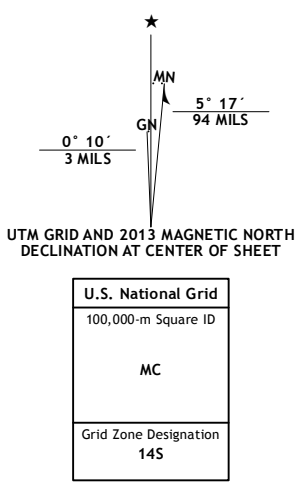 ★
MN
GN
5° 17´
94 MILS
0° 10´
3 MILS
UTM GRID AND 2013 MAGNETIC NORTH
DECLINATION AT CENTER OF SHEET
U.S. National Grid
100,000-m Square ID
MC
Grid Zone Designation
14S